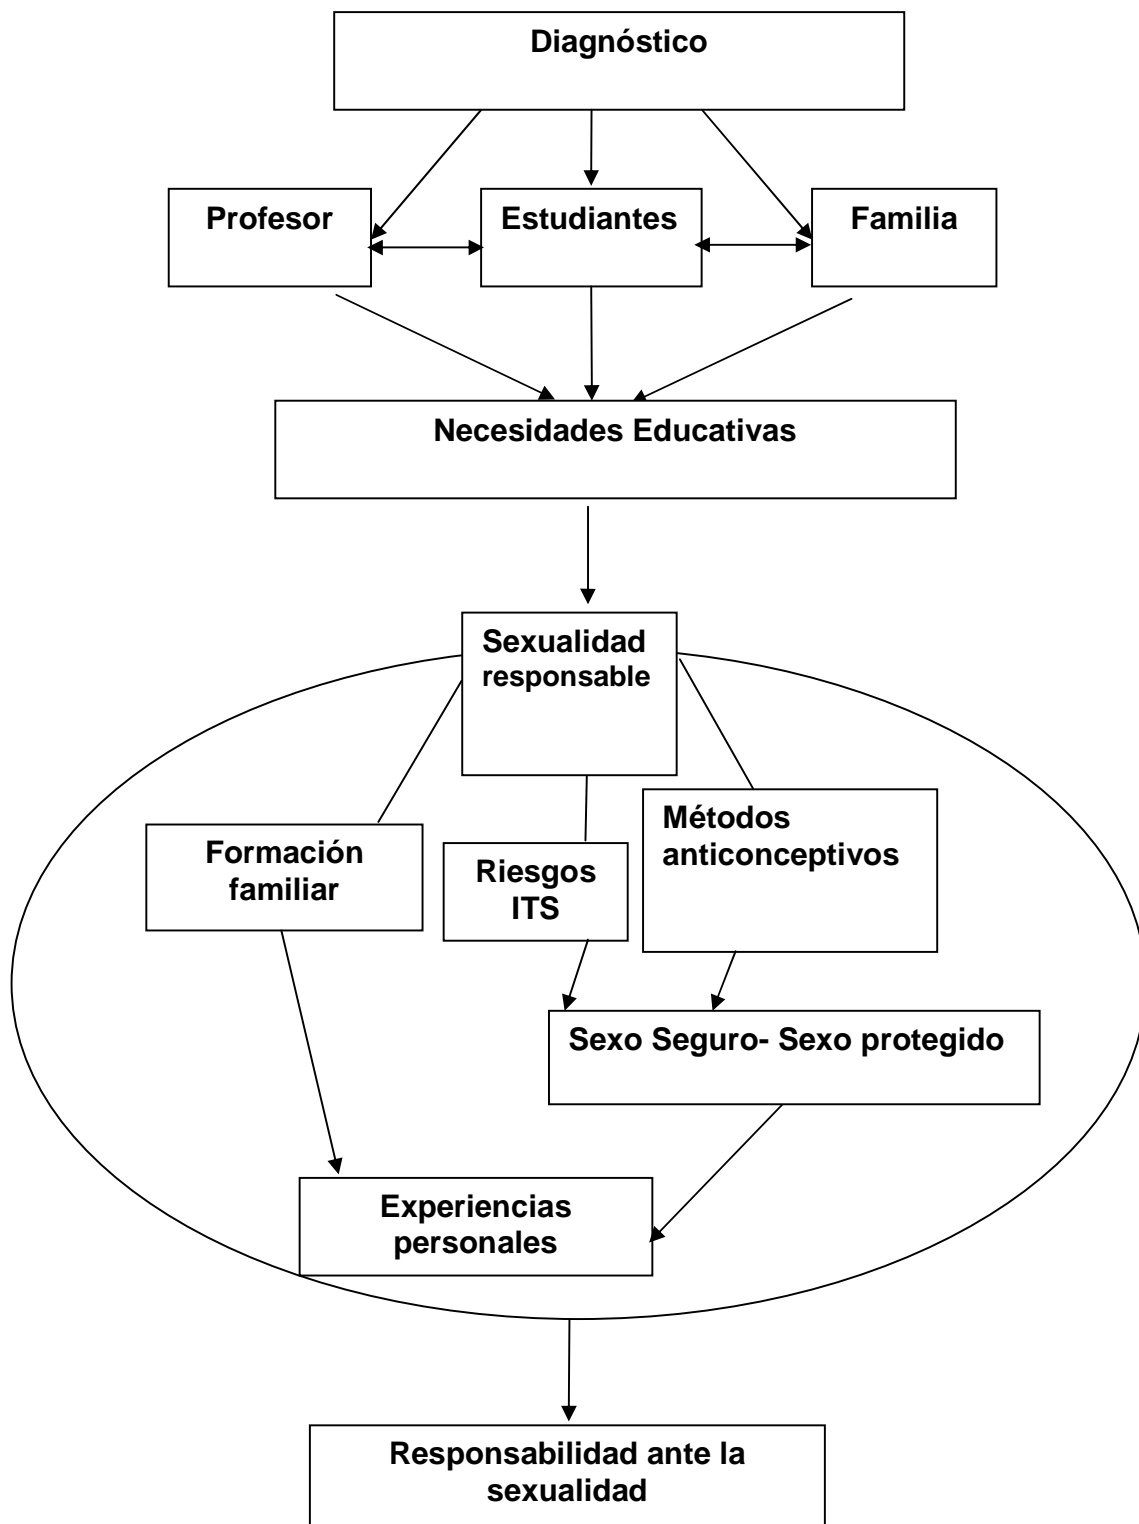 Diagnóstico
Profesor
Estudiantes
Familia
Necesidades Educativas
Sexualidad
responsable
Formación
familiar
Riesgos
ITS
Métodos
anticonceptivos
Sexo Seguro- Sexo protegido
Experiencias
personales
Responsabilidad ante la
sexualidad